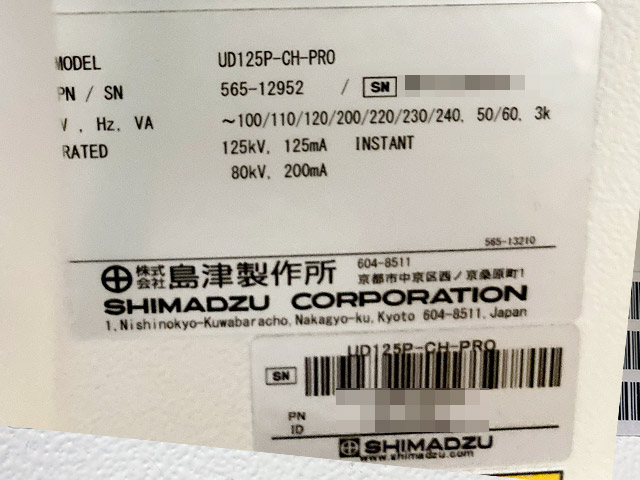 MODEL UD125P-CH-PRO
PN / SN 565-12952 / SN
V , Hz, VA ~100/110/120/200/220/230/240, 50/60, 3k
RATED 125kV, 125mA INSTANT
80kV, 200mA
565-13210
株式会社 島津製作所 604-8511
京都市中京区西ノ京桑原町1
SHIMADZU CORPORATION
1, Nishinokyo-Kuwabaracho, Nakagyo-ku, Kyoto 604-8511, Japan
UD125P-CH-PRO
SN
PN
ID
SHIMADZU
www.shimadzu.com